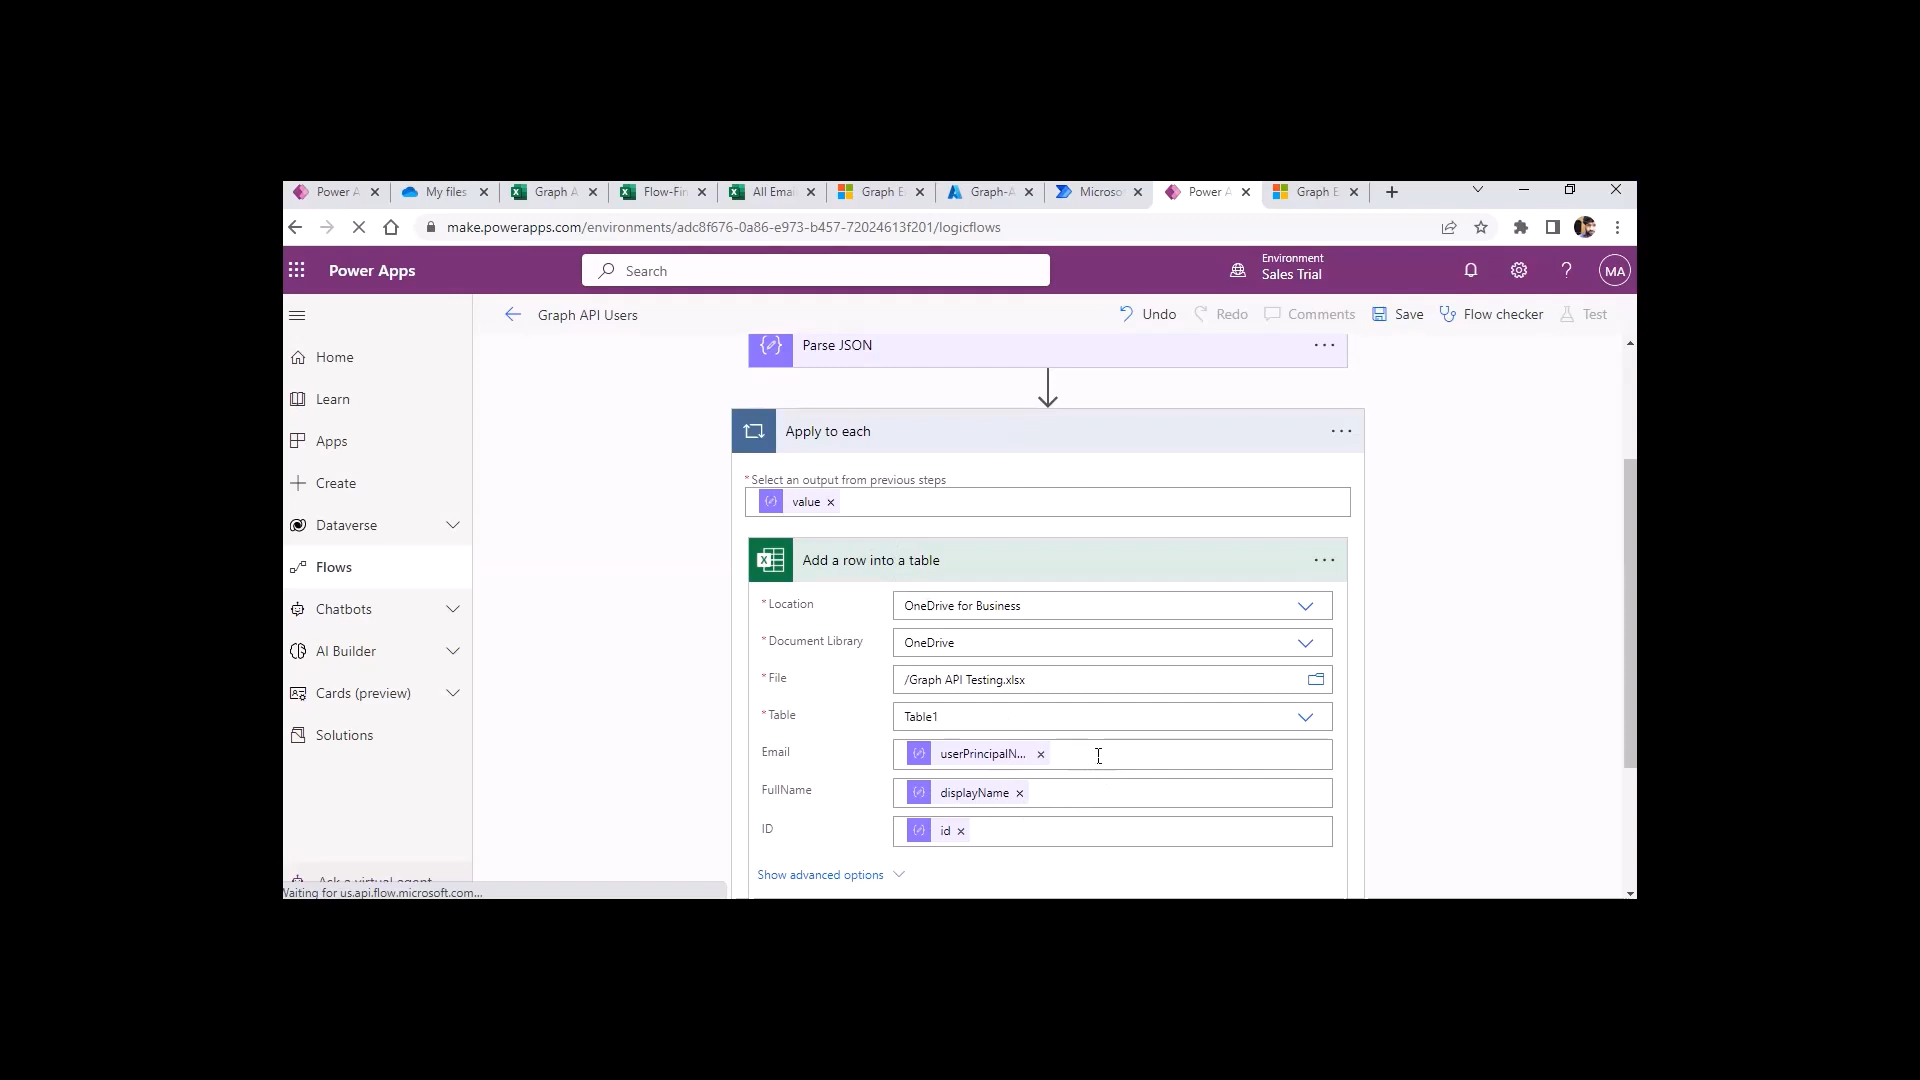 Power A
My files
Graph A
Flow-Fin
All Emai
Graph E
Graph-A
Microso
Power A
Graph E
make.powerapps.com/environments/adc8f676-0a86-e973-b457-72024613f201/logicflows
Power Apps
Search
Environment
Sales Trial
MA
Graph API Users
Undo
Redo
Comments
Save
Flow checker
Test
Home
Learn
Apps
Create
Dataverse
Flows
Chatbots
AI Builder
Cards (preview)
Solutions
Ask a virtual agent
Waiting for us.api.flow.microsoft.com...
Parse JSON
Apply to each
*Select an output from previous steps
value
Add a row into a table
*Location
OneDrive for Business
*Document Library
OneDrive
*File
/Graph API Testing.xlsx
*Table
Table1
Email
userPrincipalN...
FullName
displayName
ID
id
Show advanced options